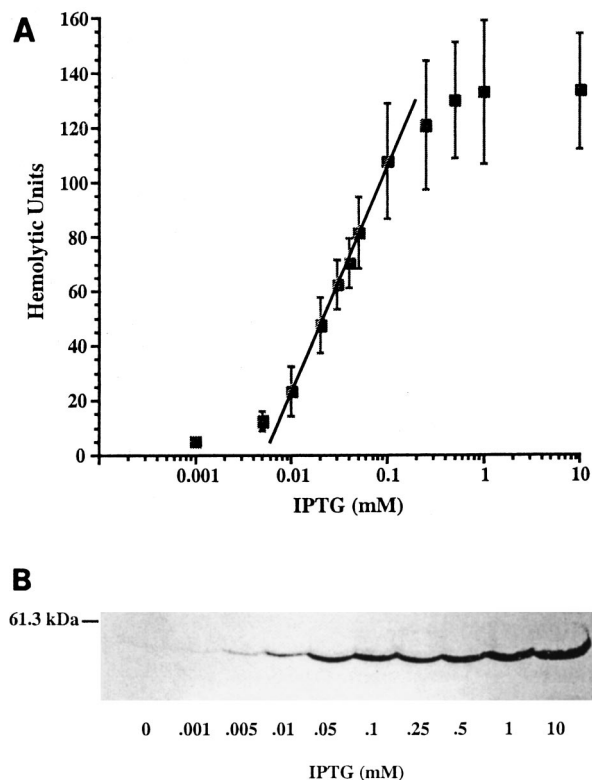 A
160
140
120
100
80
60
40
20
0
Hemolytic Units
0.001 0.01 0.1 1 10
IPTG (mM)
B
61.3 kDa
0 .001 .005 .01 .05 .1 .25 .5 1 10
IPTG (mM)